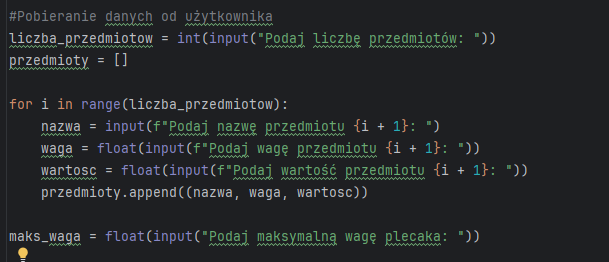 #Pobieranie danych od użytkownika
liczba_przedmiotow = int(input("Podaj liczbę przedmiotów: "))
przedmioty = []
for i in range(liczba_przedmiotow):
    nazwa = input(f"Podaj nazwę przedmiotu {i + 1}: ")
    waga = float(input(f"Podaj wagę przedmiotu {i + 1}: "))
    wartosc = float(input(f"Podaj wartość przedmiotu {i + 1}: "))
    przedmioty.append((nazwa, waga, wartosc))
maks_waga = float(input("Podaj maksymalną wagę plecaka: "))